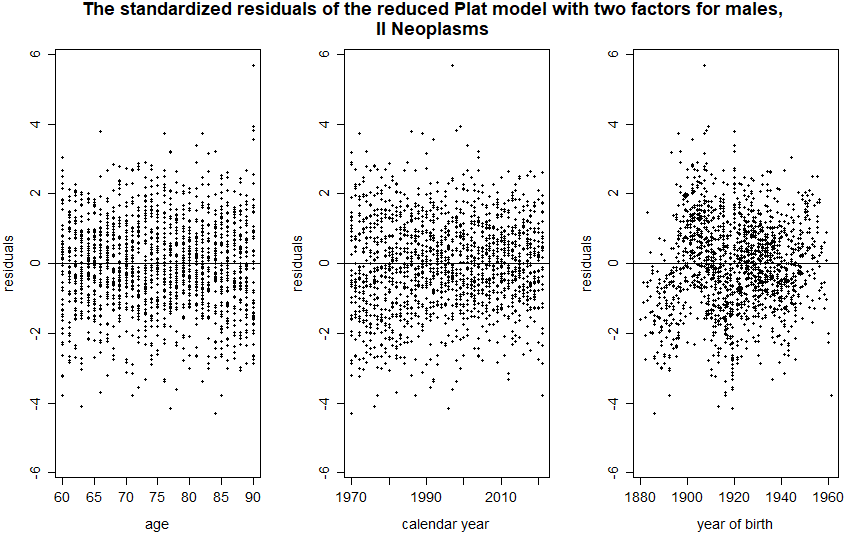 The standardized residuals of the reduced Plat model with two factors for males,
II Neoplasms
residuals
6
4
2
0
-2
-4
-6
60 65 70 75 80 85 90
age
residuals
6
4
2
0
-2
-4
-6
1970 1990 2010
calendar year
residuals
6
4
2
0
-2
-4
-6
1880 1900 1920 1940 1960
year of birth